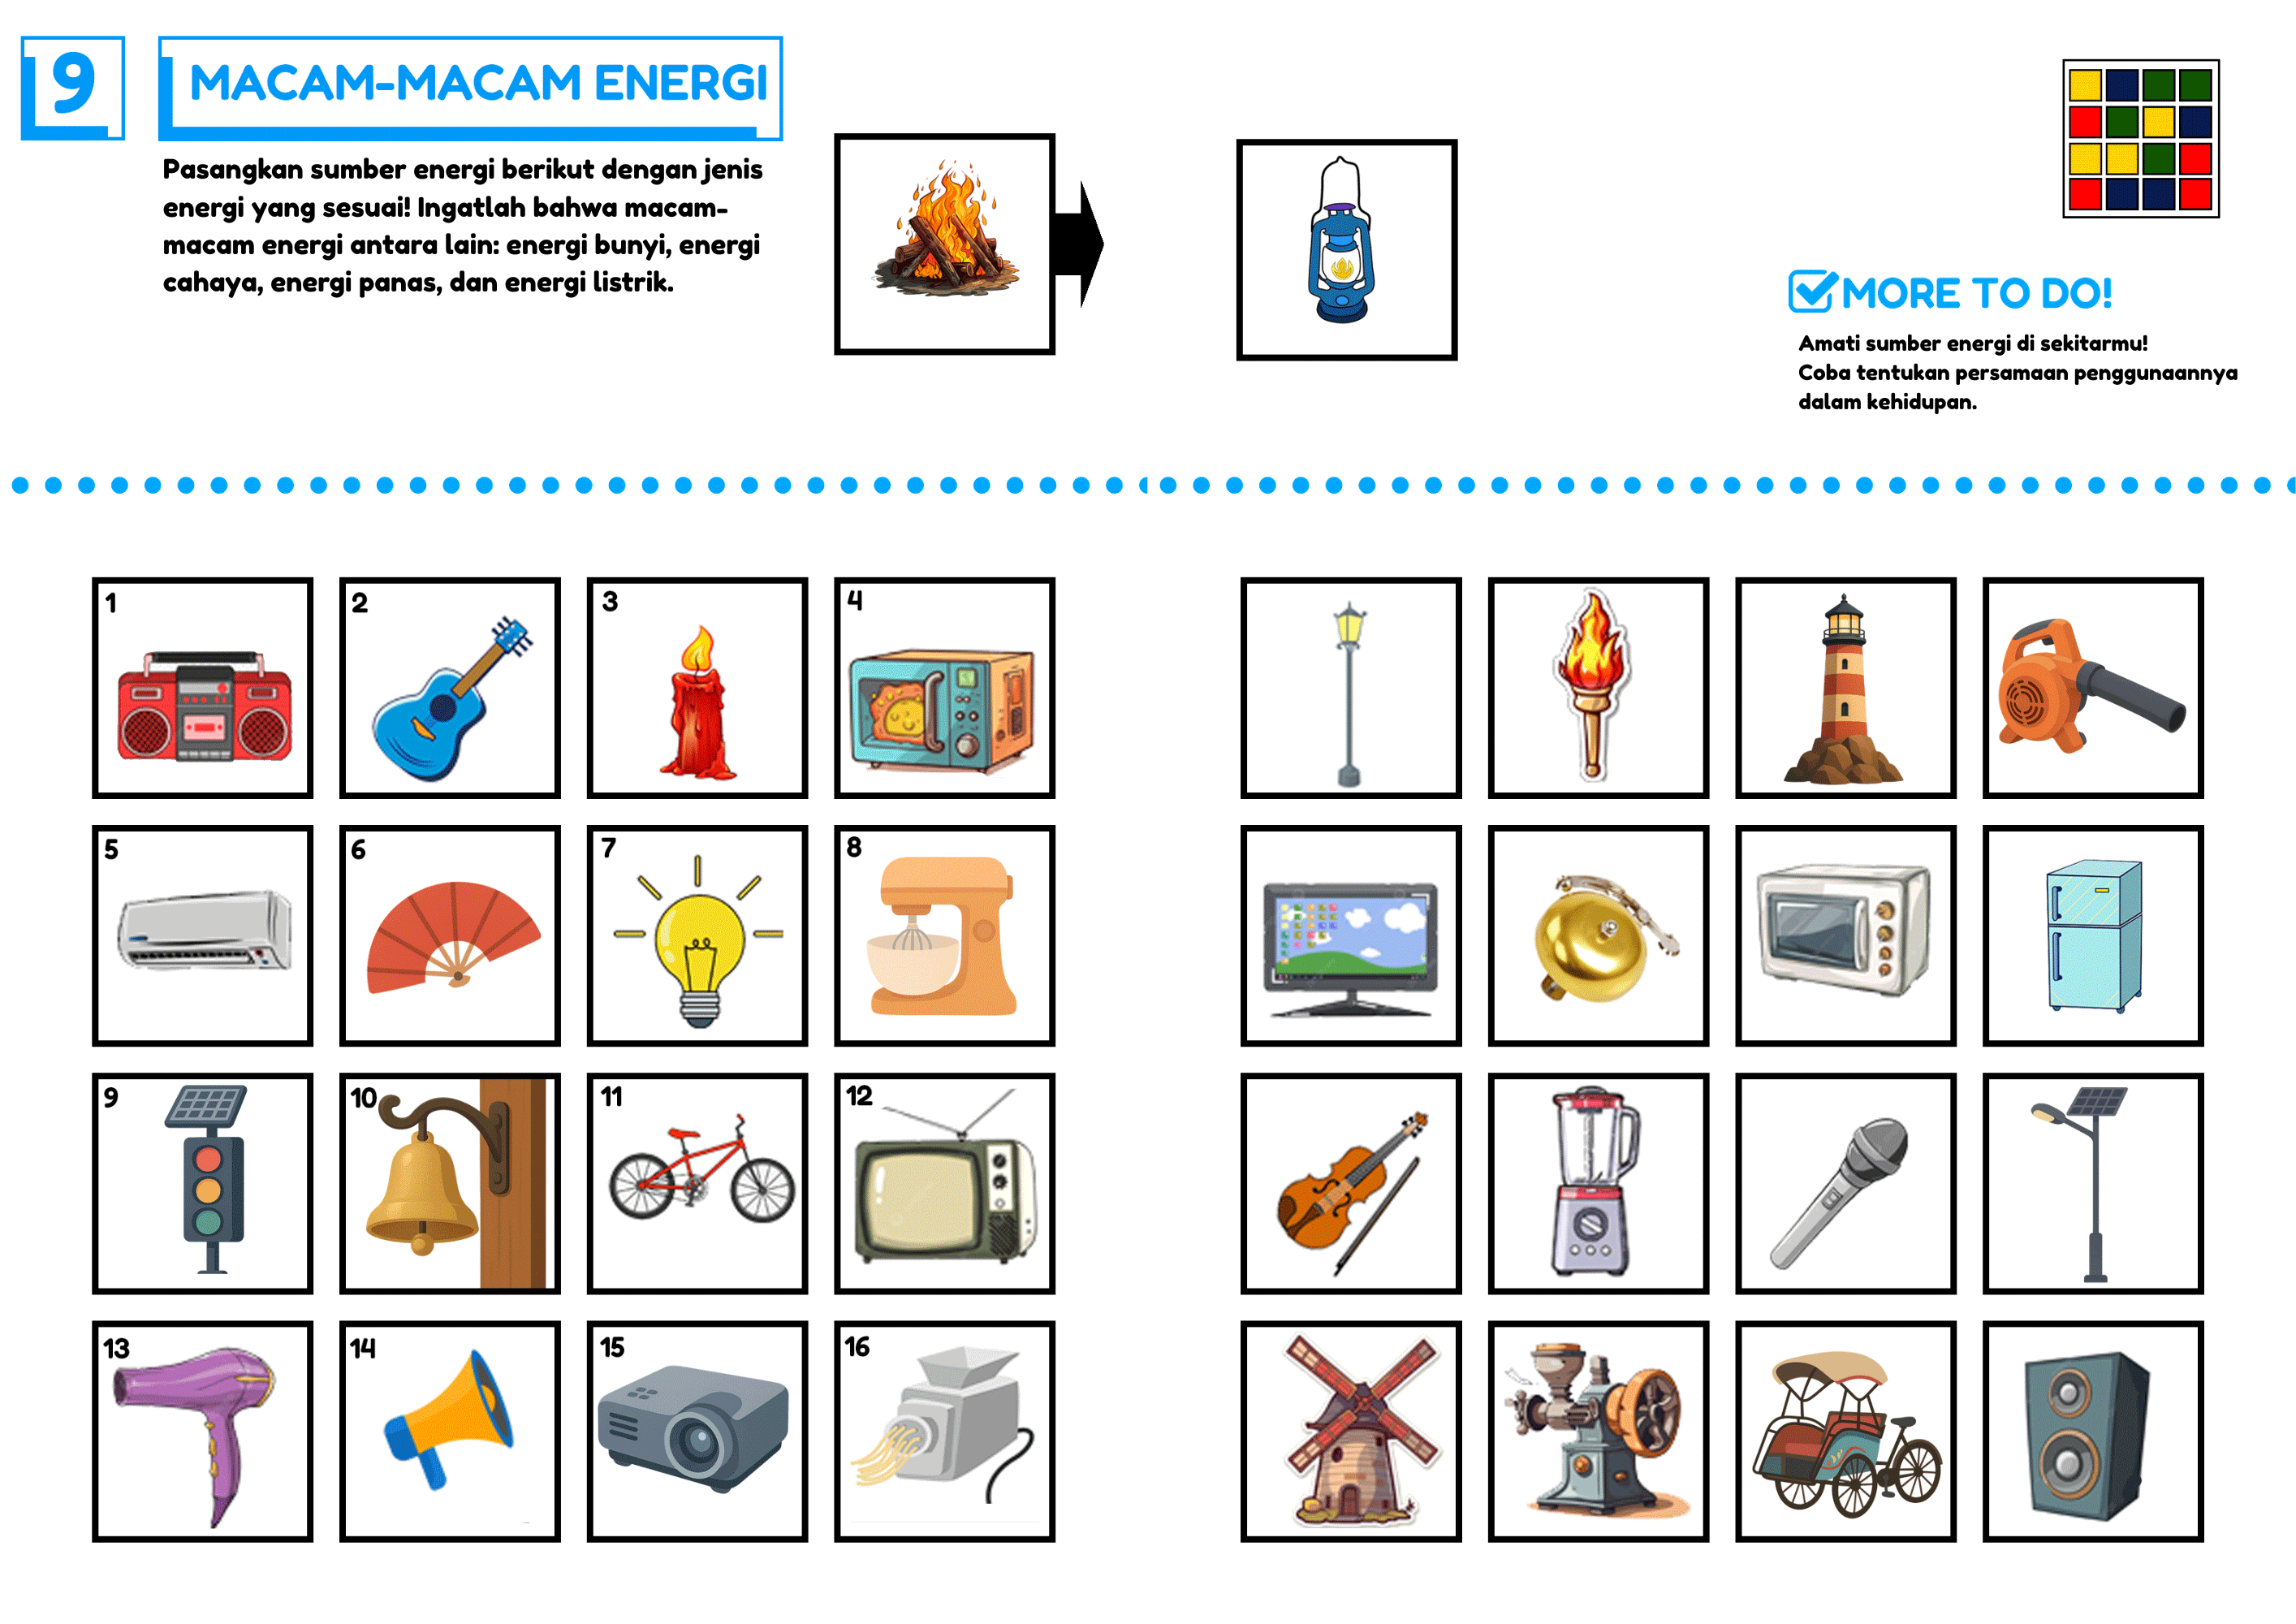 9
MACAM-MACAM ENERGI
Pasangkan sumber energi berikut dengan jenis
energi yang sesuai! Ingatlah bahwa macam-
macam energi antara lain: energi bunyi, energi
cahaya, energi panas, dan energi listrik.
MORE TO DO!
Amati sumber energi di sekitarmu!
Coba tentukan persamaan penggunaannya
dalam kehidupan.
1
2
3
4
5
6
7
8
9
10
11
12
13
14
15
16